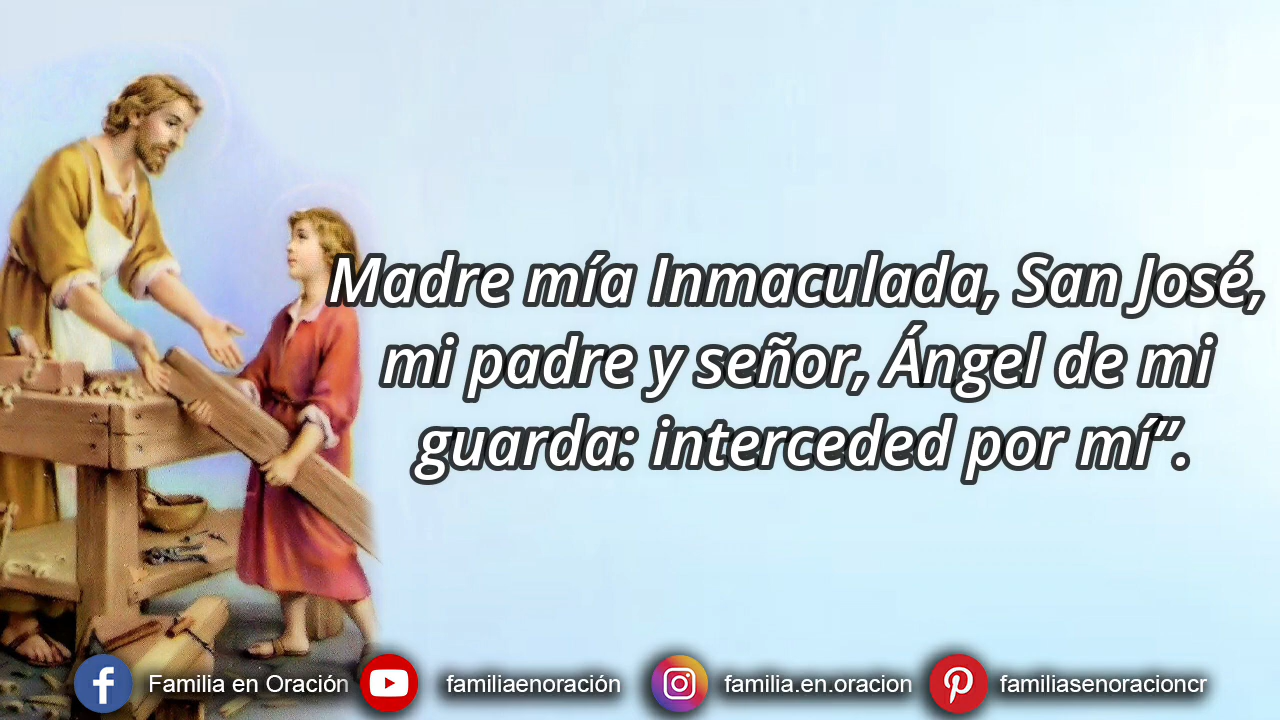 Madre mía Inmaculada, San José,
mi padre y señor, Ángel de mi
guarda: interceded por mí”.
Familia en Oración
familiaenoración
familia.en.oracion
familiasenoracioncr